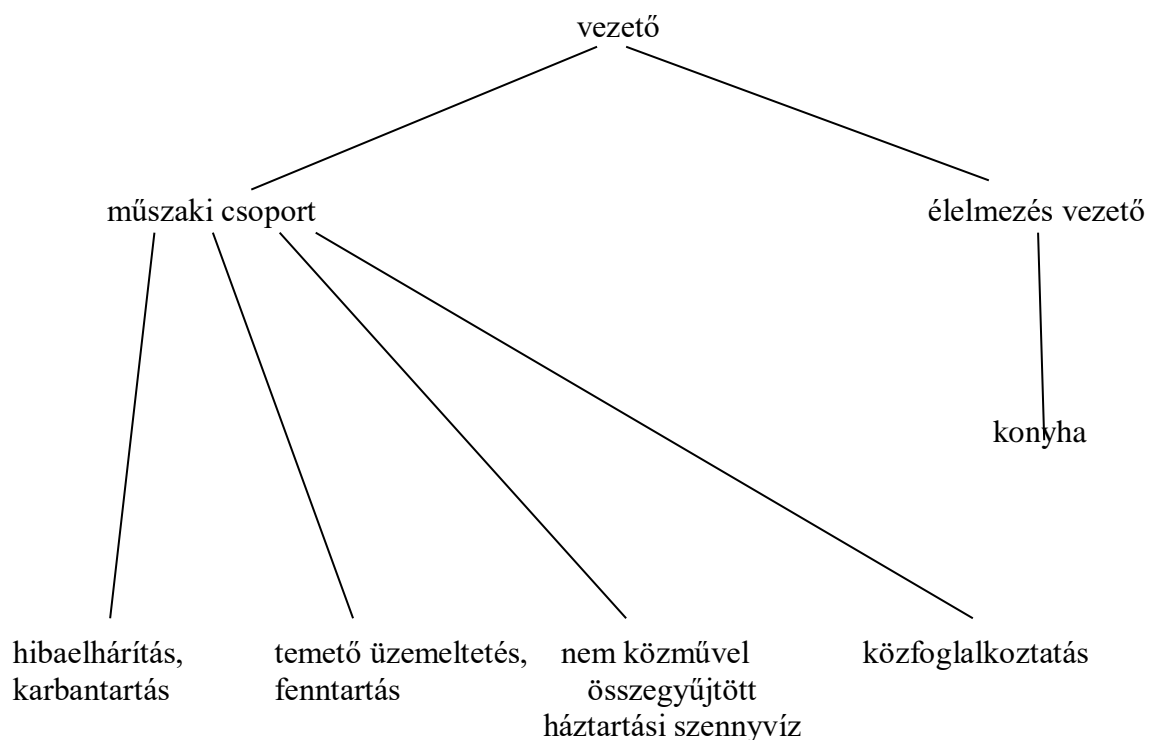 vezető
műszaki csoport
élelmezés vezető
konyha
hibaelhárítás,
karbantartás
temető üzemeltetés,
fenntartás
nem közművel
összegyűjtött
háztartási szennyvíz
közfoglalkoztatás